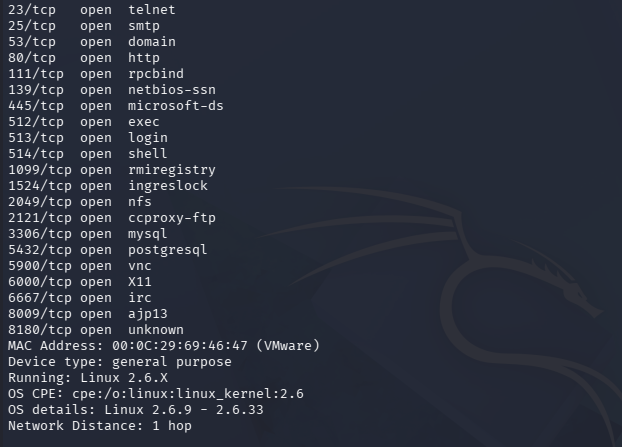 23/tcp   open  telnet
25/tcp   open  smtp
53/tcp   open  domain
80/tcp   open  http
111/tcp  open  rpcbind
139/tcp  open  netbios-ssn
445/tcp  open  microsoft-ds
512/tcp  open  exec
513/tcp  open  login
514/tcp  open  shell
1099/tcp open  rmiregistry
1524/tcp open  ingreslock
2049/tcp open  nfs
2121/tcp open  ccproxy-ftp
3306/tcp open  mysql
5432/tcp open  postgresql
5900/tcp open  vnc
6000/tcp open  X11
6667/tcp open  irc
8009/tcp open  ajp13
8180/tcp open  unknown
MAC Address: 00:0C:29:69:46:47 (VMware)
Device type: general purpose
Running: Linux 2.6.X
OS CPE: cpe:/o:linux:linux_kernel:2.6
OS details: Linux 2.6.9 - 2.6.33
Network Distance: 1 hop